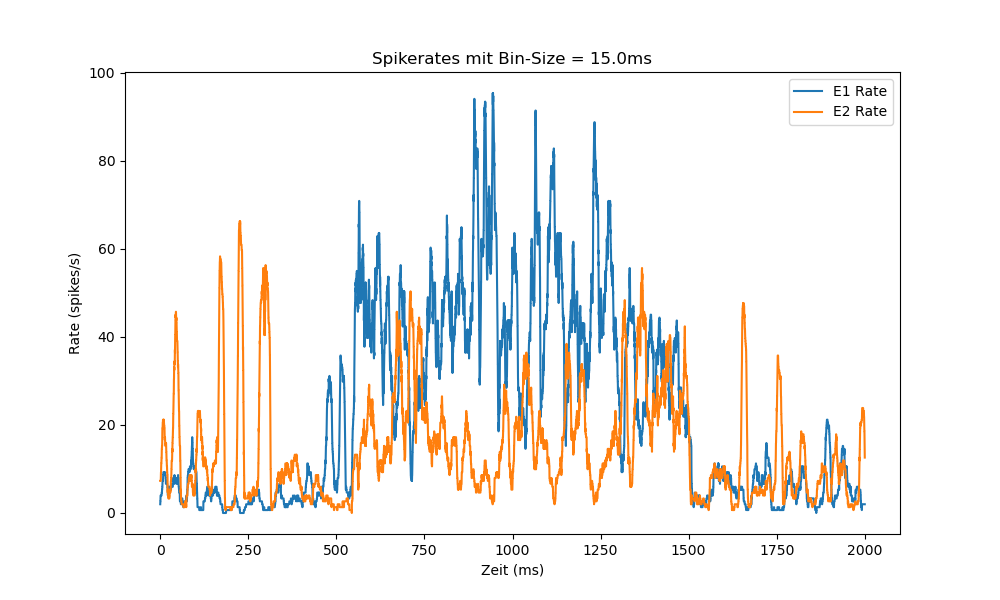 Spikerates mit Bin-Size = 15.0ms
E1 Rate
E2 Rate
Rate (spikes/s)
100
80
60
40
20
0
0 250 500 750 1000 1250 1500 1750 2000
Zeit (ms)